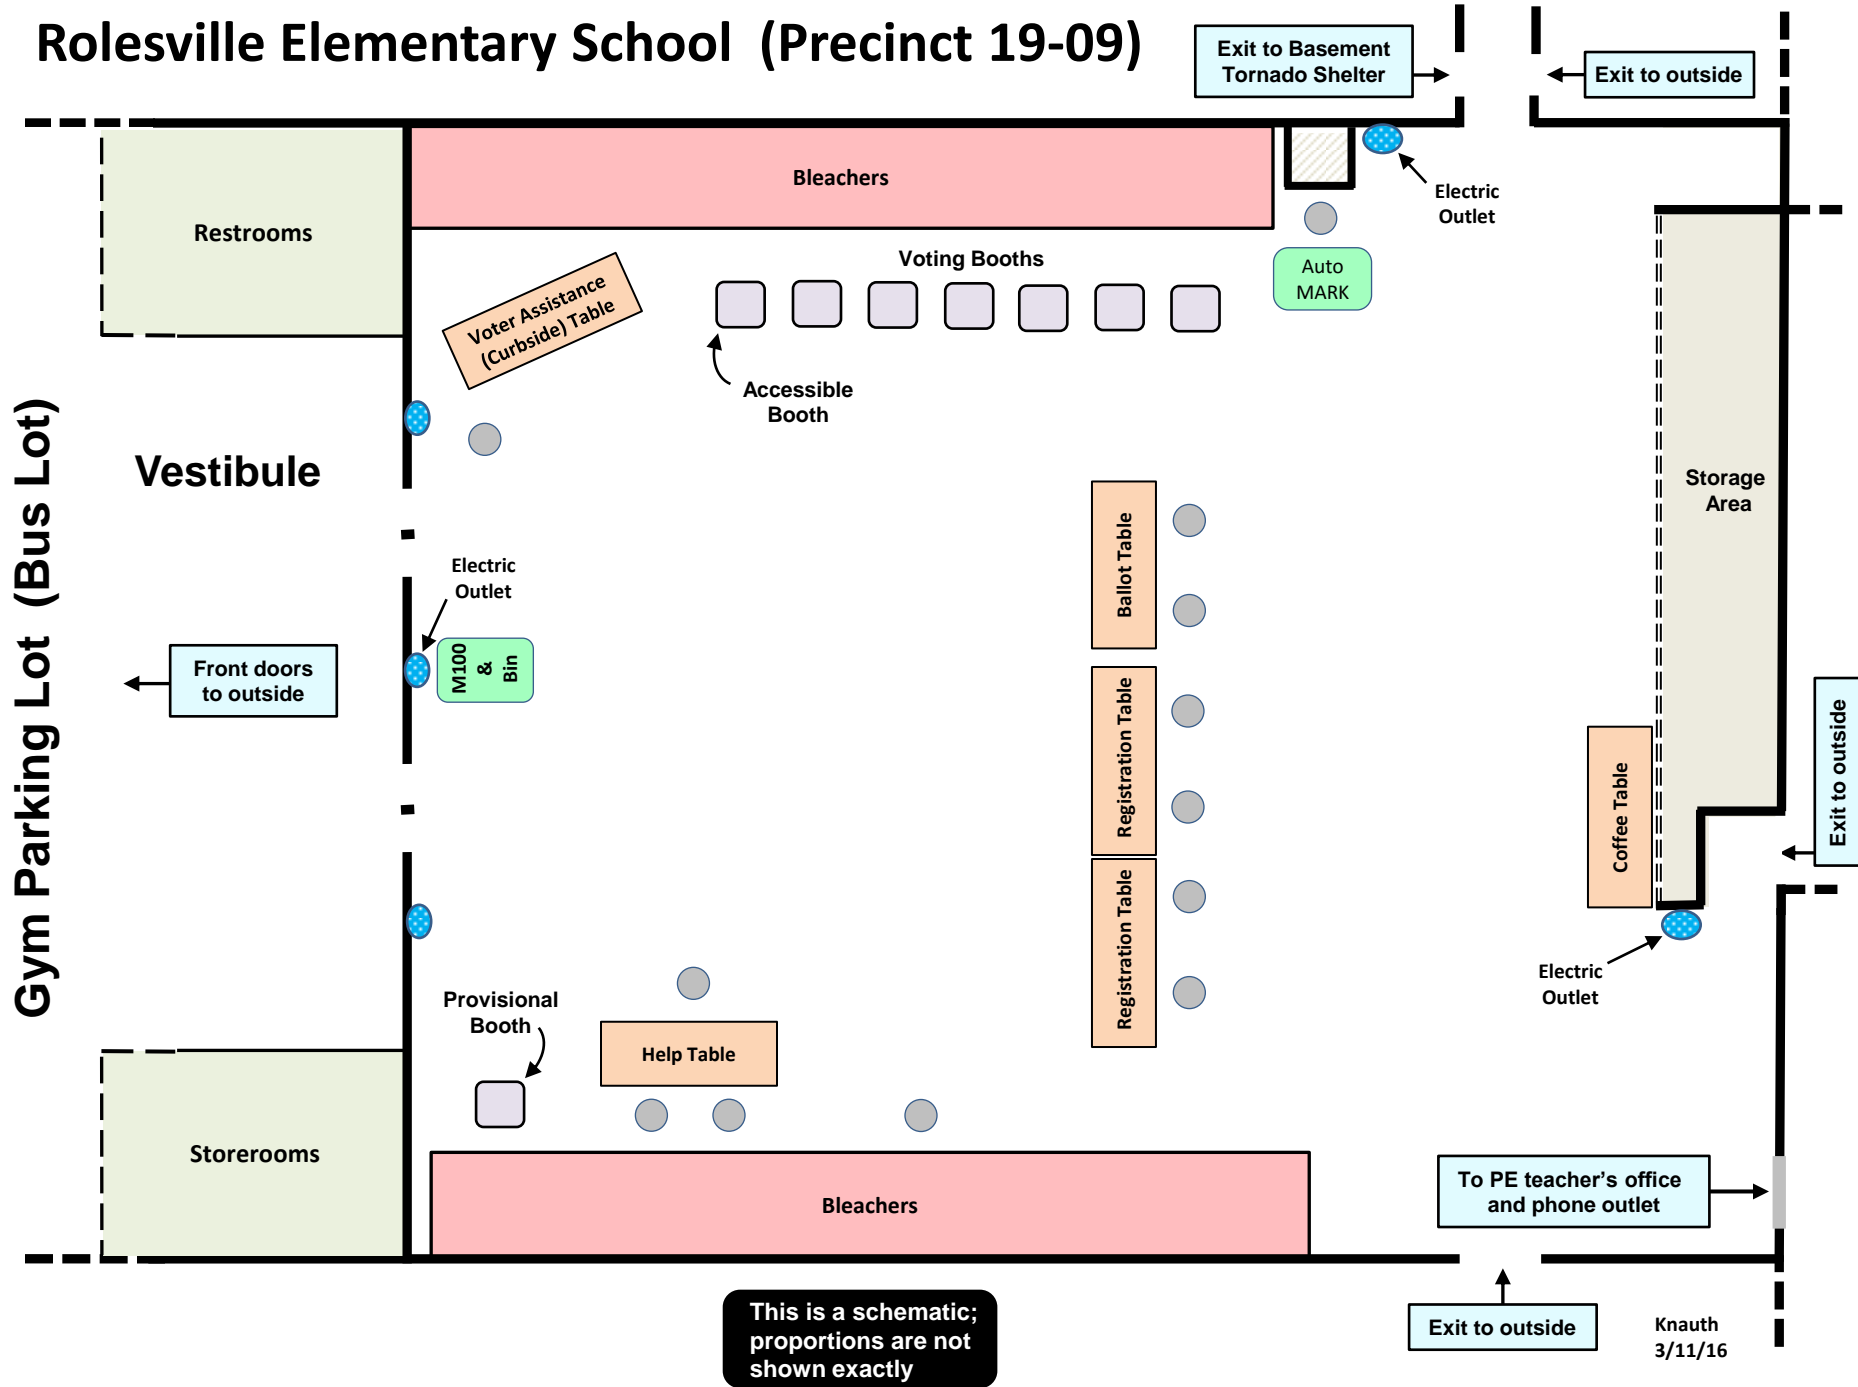 Rolesville Elementary School  (Precinct 19-09)
Exit to Basement
Tornado Shelter
Exit to outside
Bleachers
Electric
Outlet
Restrooms
Voting Booths
Auto
MARK
Voter Assistance
(Curbside) Table
Accessible
Booth
Gym Parking Lot  (Bus Lot)
Vestibule
Storage
Area
Ballot Table
Electric
Outlet
M100
&
Bin
Front doors
to outside
Registration Table
Coffee Table
Exit to outside
Registration Table
Electric
Outlet
Provisional
Booth
Help Table
Storerooms
To PE teacher’s office
and phone outlet
Bleachers
This is a schematic;
proportions are not
shown exactly
Exit to outside
Knauth
3/11/16